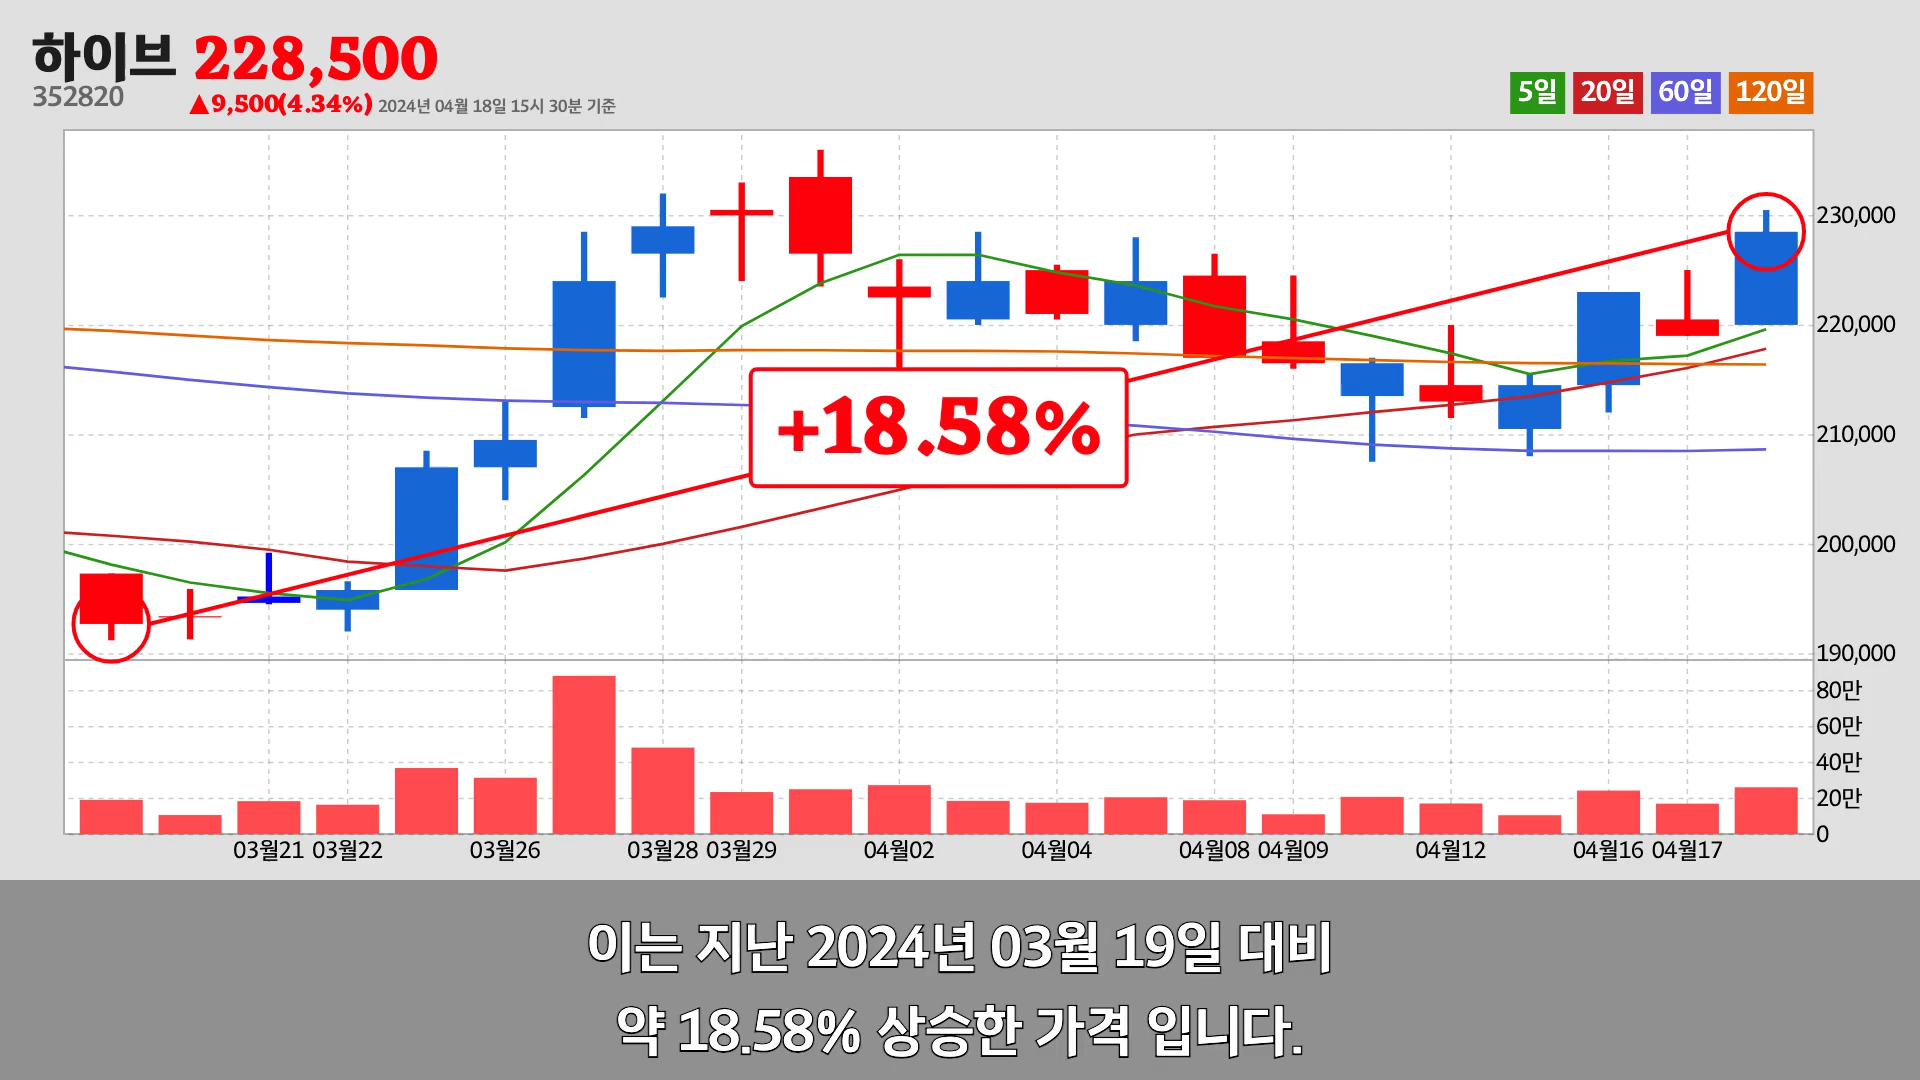 하이브 228,500
352820
▲9,500(4.34%) 2024년 04월 18일 15시 30분 기준
5일 20일 60일 120일
230,000
220,000
+18.58%
210,000
200,000
190,000
80만
60만
40만
20만
0
03월21 03월22 03월26 03월28 03월29 04월02 04월04 04월08 04월09 04월12 04월16 04월17
이는 지난 2024년 03월 19일 대비
약 18.58% 상승한 가격 입니다.